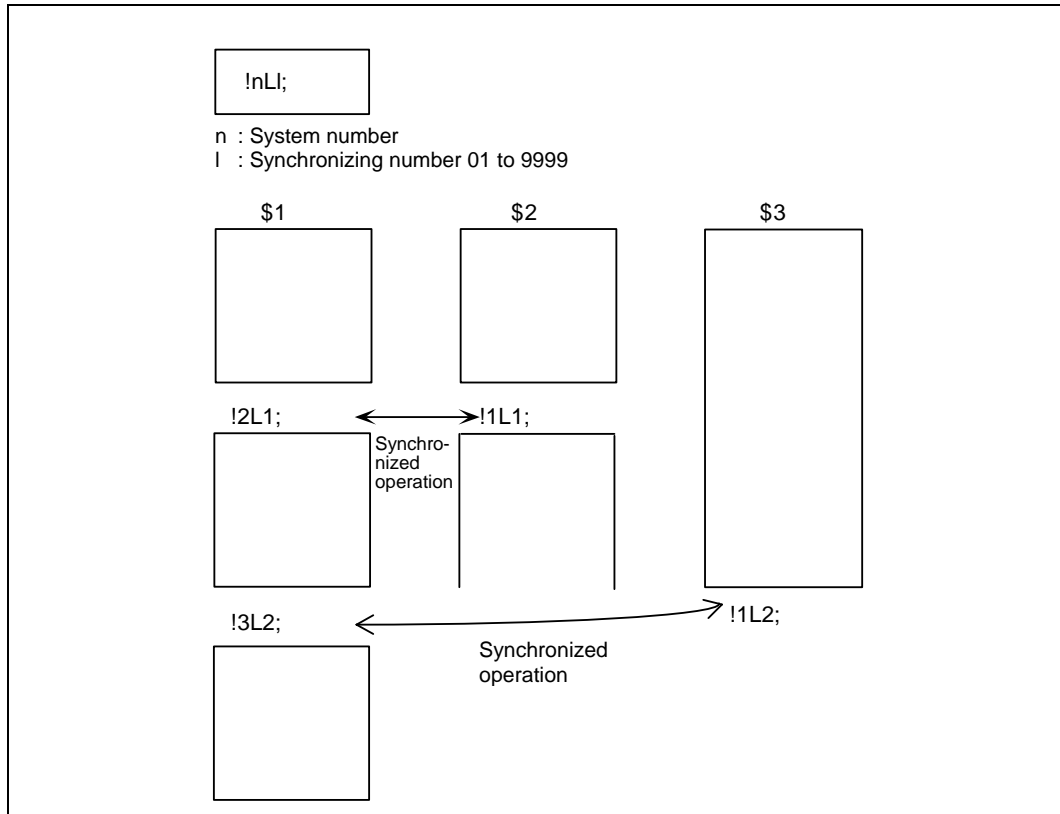 !nLl;
n : System number
l : Synchronizing number 01 to 9999
$1 $2 $3
!2L1; !1L1;
Synchro-
nized
operation
!3L2; !1L2;
Synchronized
operation